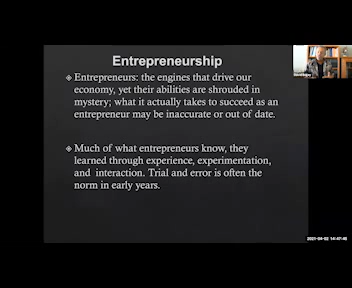 Entrepreneurship
Entrepreneurs: the engines that drive our
economy, yet their abilities are shrouded in
mystery; what it actually takes to succeed as an
entrepreneur may be inaccurate or out of date.
Much of what entrepreneurs know, they
learned through experience, experimentation,
and interaction. Trial and error is often the
norm in early years.